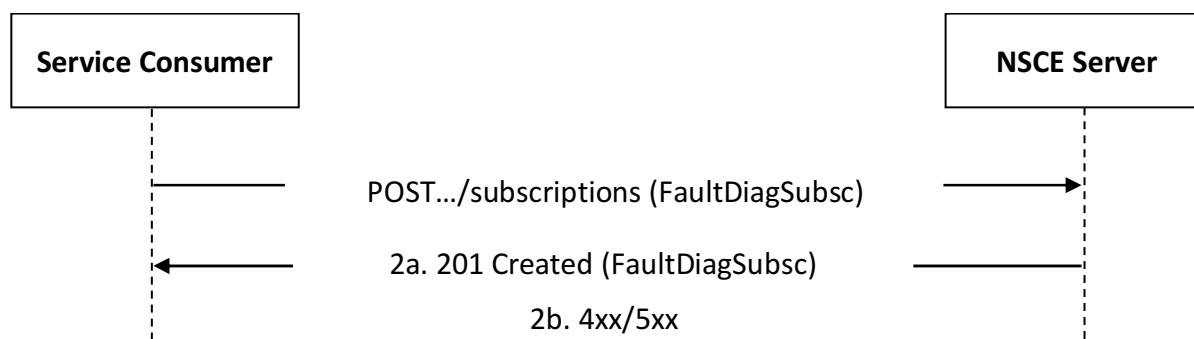 Service Consumer
NSCE Server
POST.../subscriptions (FaultDiagSubsc)
2a. 201 Created (FaultDiagSubsc)
2b. 4xx/5xx